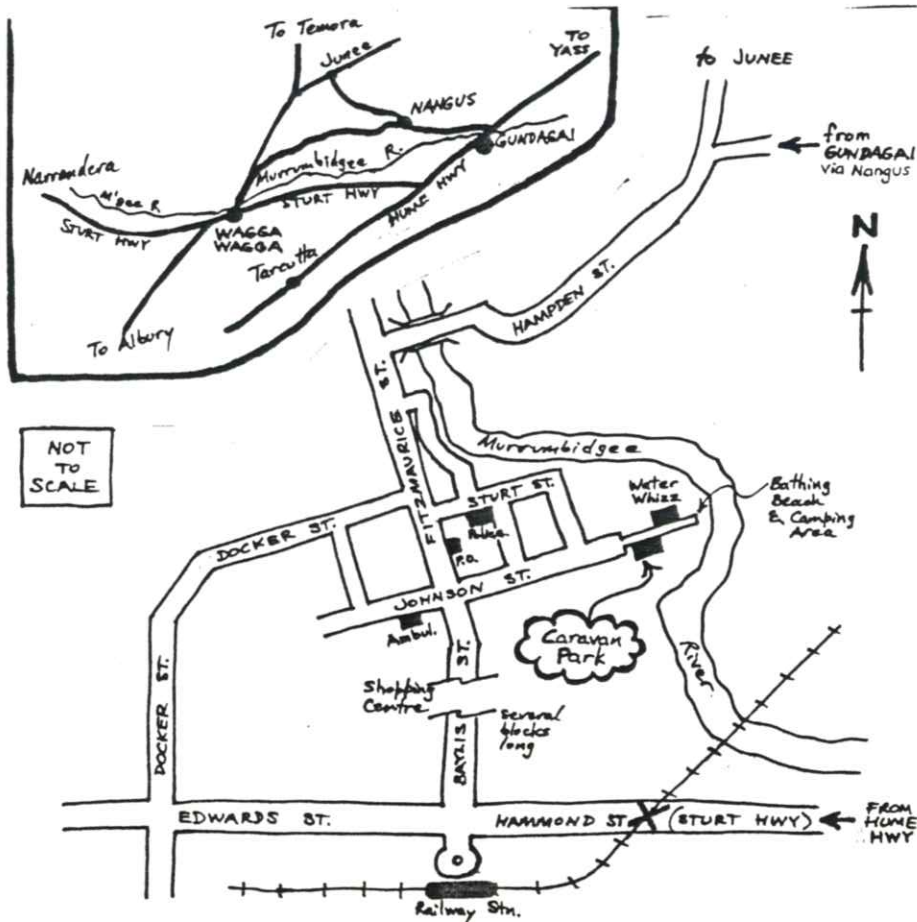 To Temora
Junee
TO
YASS
NANGUS
GUNDAGAI
Narrandera
M'gee R.
Murrumbidgee R.
STURT HWY
STURT HWY
HUME HWY
WAGGA
WAGGA
Tarcutta
To Albury
to JUNEE
from
GUNDAGAI
via Nangus
N
HAMPDEN ST.
NOT
TO
SCALE
FITZMAURICE ST.
Murrumbidgee
Water
Whizz
Bathing
Beach
& Camping
Area
STURT ST.
Police
P.O.
DOCKER ST.
JOHNSON ST.
Ambul.
Caravan
Park
River
DOCKER ST.
Shopping
Centre
several
blocks
long
BAYLIS ST.
EDWARDS ST.
HAMMOND ST. (STURT HWY)
FROM
HUME
HWY
Railway Stn.